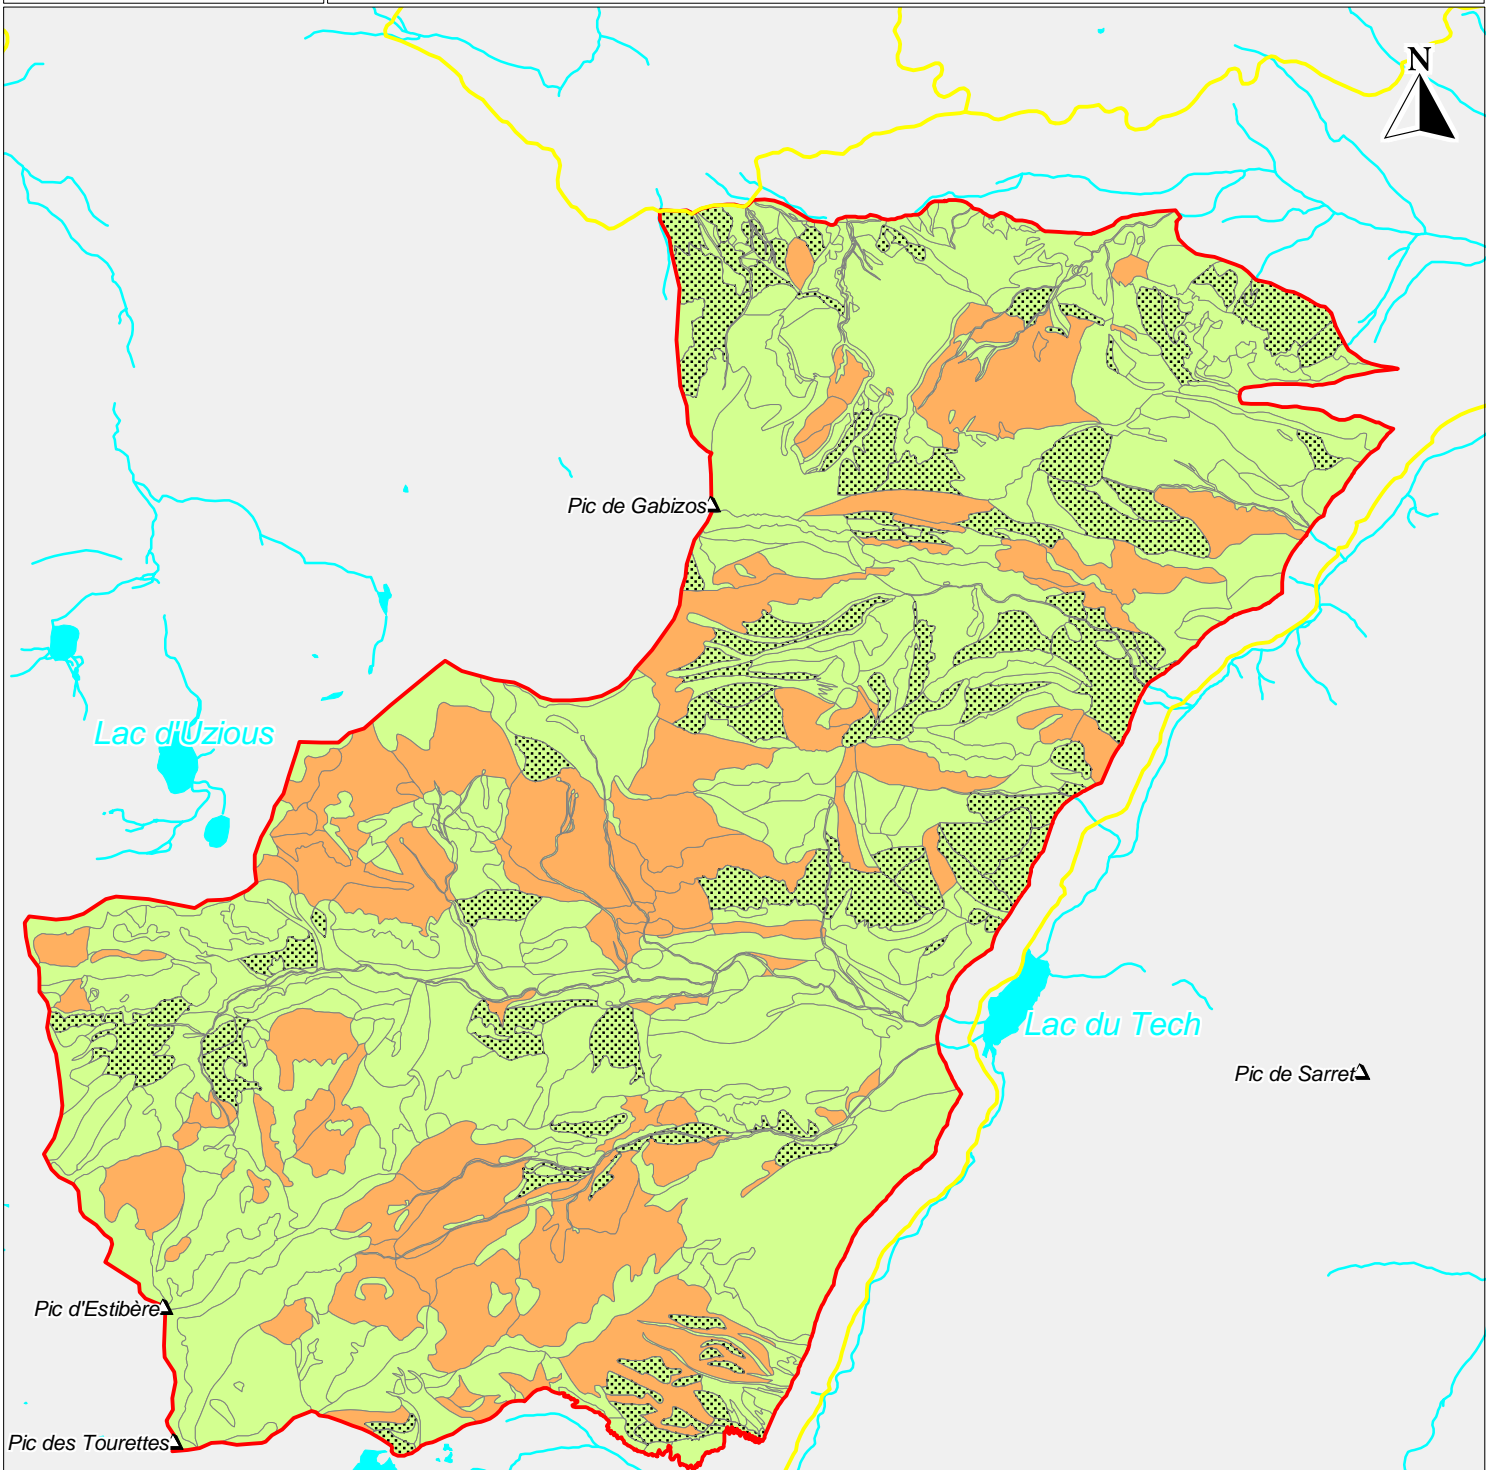 N
Pic de Gabizos
Lac d'Uzious
Lac du Tech
Pic de Sarret
Pic d'Estibère
Pic des Tourettes